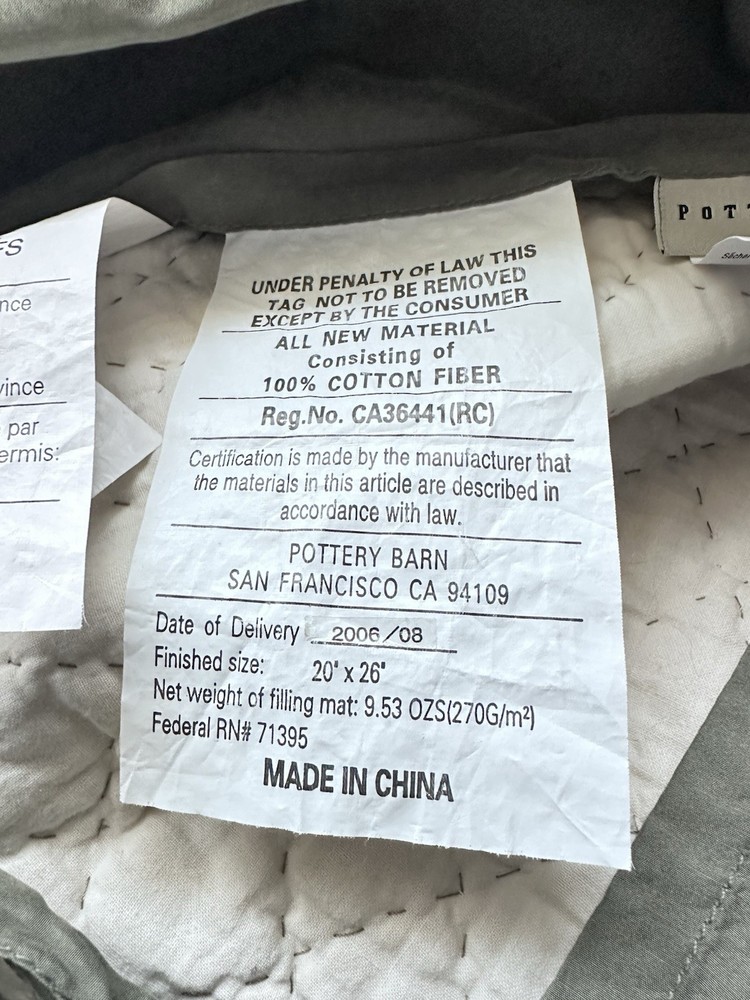 UNDER PENALTY OF LAW THIS
TAG NOT TO BE REMOVED
EXCEPT BY THE CONSUMER
ALL NEW MATERIAL
Consisting of
100% COTTON FIBER
Reg.No. CA36441(RC)
Certification is made by the manufacturer that
the materials in this article are described in
accordance with law.
POTTERY BARN
SAN FRANCISCO CA 94109
Date of Delivery 2006/08
Finished size: 20" x 26"
Net weight of filling mat: 9.53 OZS(270G/m²)
Federal RN# 71395
MADE IN CHINA
par